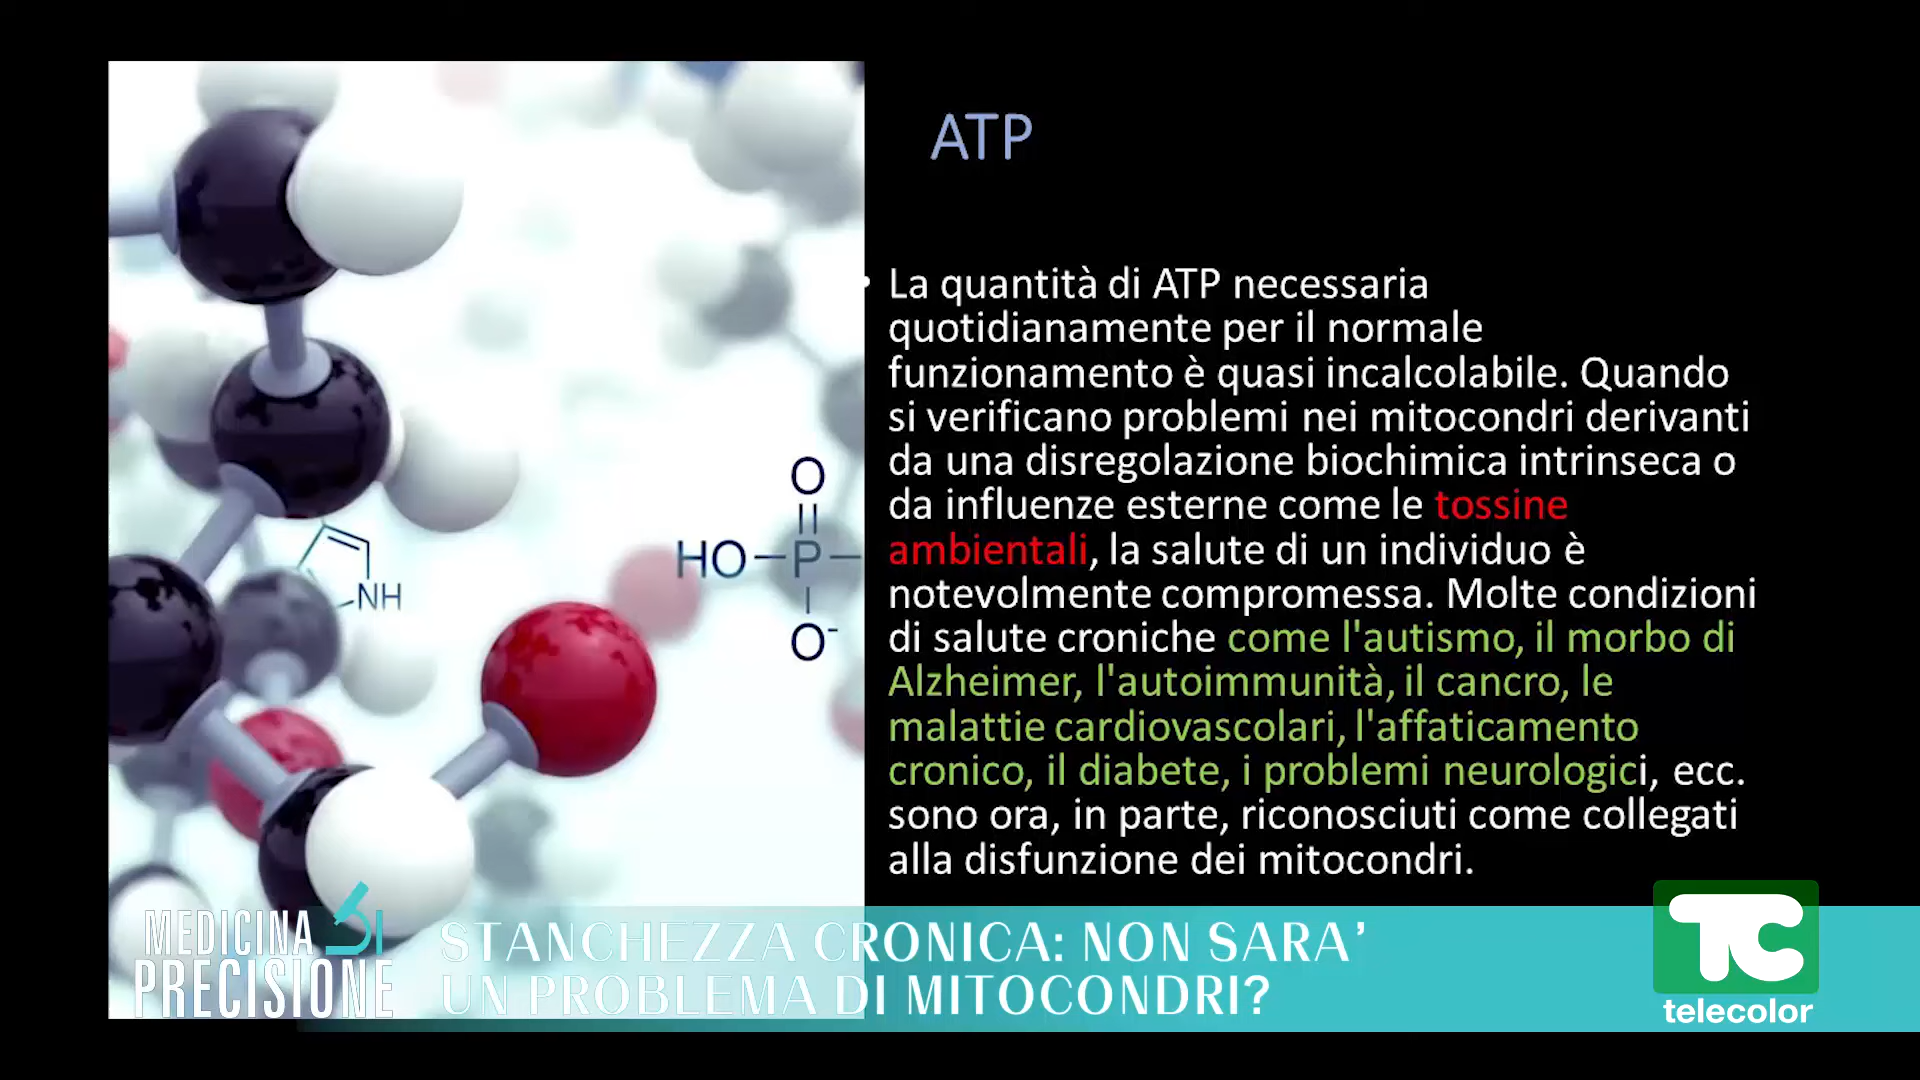 ATP
• La quantità di ATP necessaria
quotidianamente per il normale
funzionamento è quasi incalcolabile. Quando
si verificano problemi nei mitocondri derivanti
da una disregolazione biochimica intrinseca o
da influenze esterne come le tossine
ambientali, la salute di un individuo è
notevolmente compromessa. Molte condizioni
di salute croniche come l'autismo, il morbo di
Alzheimer, l'autoimmunità, il cancro, le
malattie cardiovascolari, l'affaticamento
cronico, il diabete, i problemi neurologici, ecc.
sono ora, in parte, riconosciuti come collegati
alla disfunzione dei mitocondri.
O
HO-P-
O-
NH
MEDICINA DI
PRECISIONE
STANCHEZZA CRONICA: NON SARA'
UN PROBLEMA DI MITOCONDRI?
TC
telecolor